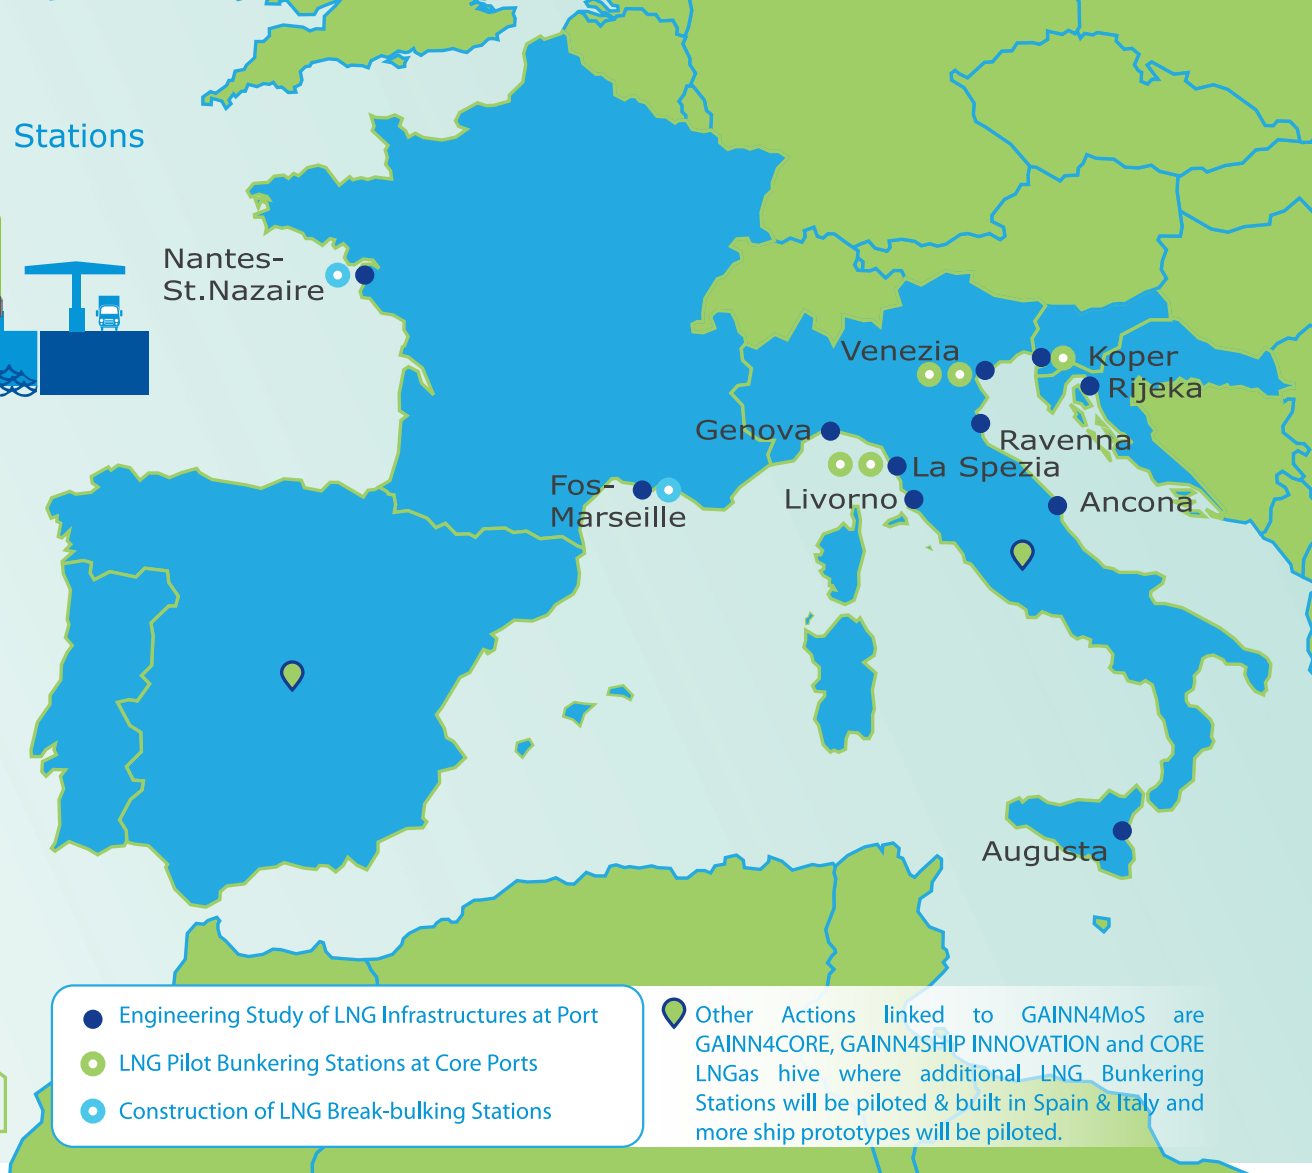 Stations
Nantes-
St.Nazaire
Venezia
Koper
Rijeka
Genova
Ravenna
La Spezia
Fos-
Marseille
Livorno
Ancona
Augusta
Engineering Study of LNG Infrastructures at Port
LNG Pilot Bunkering Stations at Core Ports
Construction of LNG Break-bulking Stations
Other Actions linked to GAINN4MoS are
GAINN4CORE, GAINN4SHIP INNOVATION and CORE
LNGas hive where additional LNG Bunkering
Stations will be piloted & built in Spain & Italy and
more ship prototypes will be piloted.